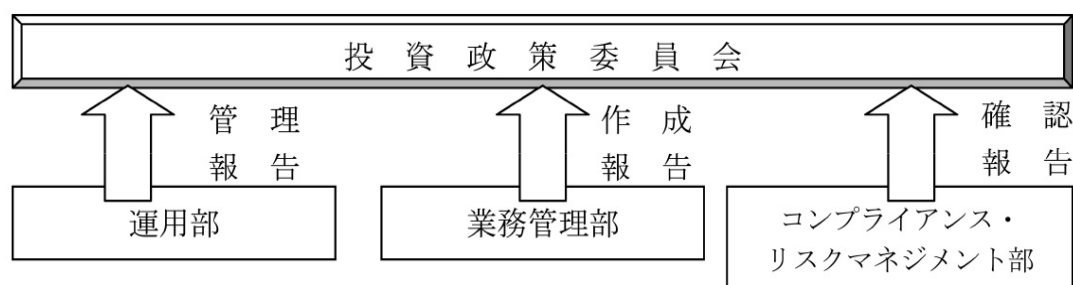 投資政策委員会
管理
報告
作成
報告
確認
報告
運用部
業務管理部
コンプライアンス・
リスクマネジメント部